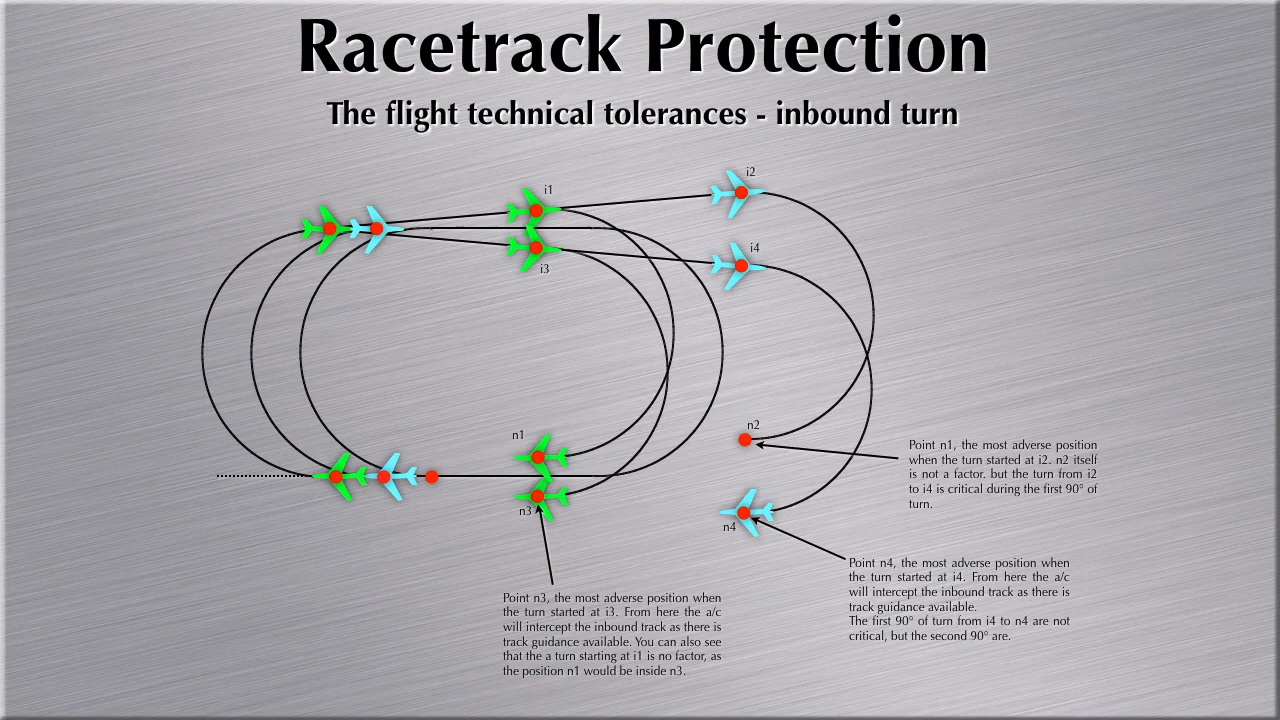 Racetrack Protection
The flight technical tolerances - inbound turn
i2
i1
i4
i3
n2
n1
Point n1, the most adverse position
when the turn started at i2. n2 itself
is not a factor. but the turn from i2
to i4 is critical during the first 90° of
turn.
n3
n4
Point n4, the most adverse position when
the turn started at i4. From here the a/c
will intercept the inbound track as there is
track guidance available.
The first 90° of turn from i4 to n4 are not
critical, but the second 90° are.
Point n3, the most adverse position when
the turn started at i3. From here the a/c
will intercept the inbound track as there is
track guidance available. You can also see
that the a turn starting at i1 is no factor, as
the position n1 would be inside n3.